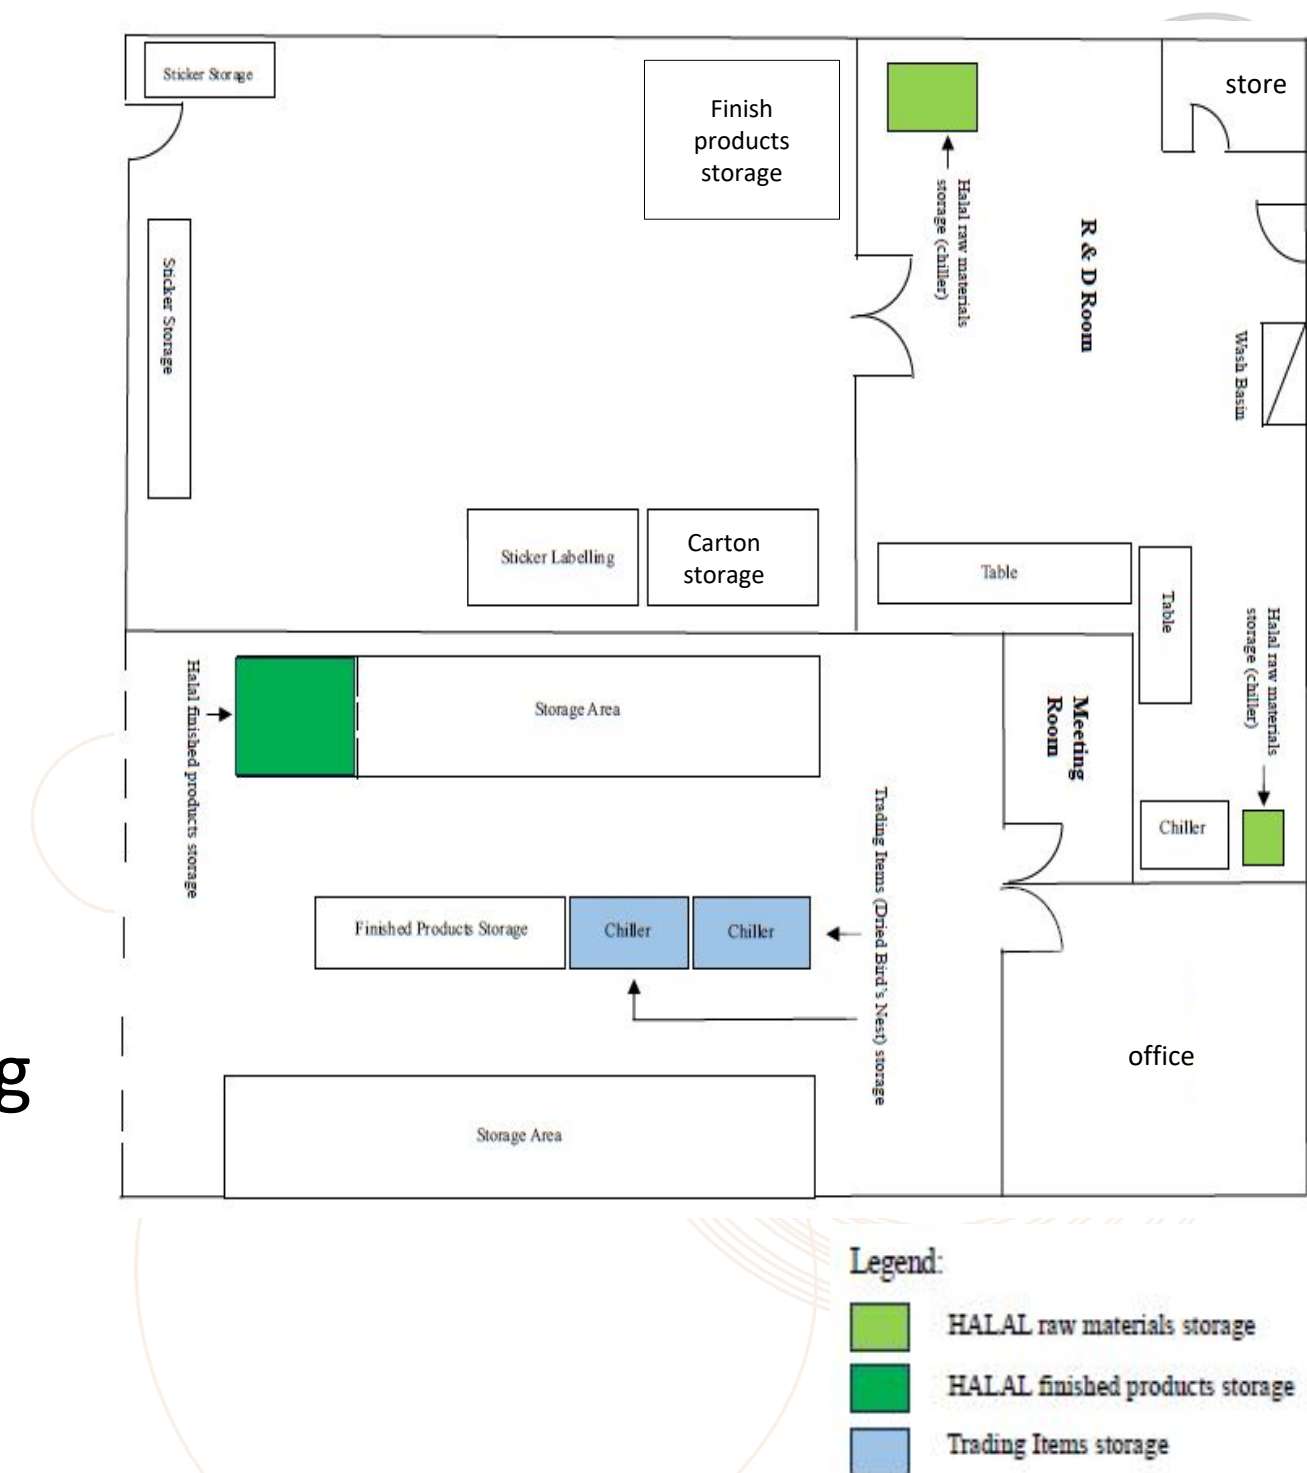 Sticker Storage
Finish
products
storage
store
Halal raw materials
storage (chiller)
R & D Room
Sticker Storage
Wash Basin
Sticker Labelling
Carton
storage
Table
Table
Halal raw materials
storage (chiller)
Halal finished products storage
Storage Area
Meeting
Room
Trading Items (Dried Bird's Nest) storage
Chiller
Finished Products Storage
Chiller
Chiller
g
office
Storage Area
Legend:
HALAL raw materials storage
HALAL finished products storage
Trading Items storage